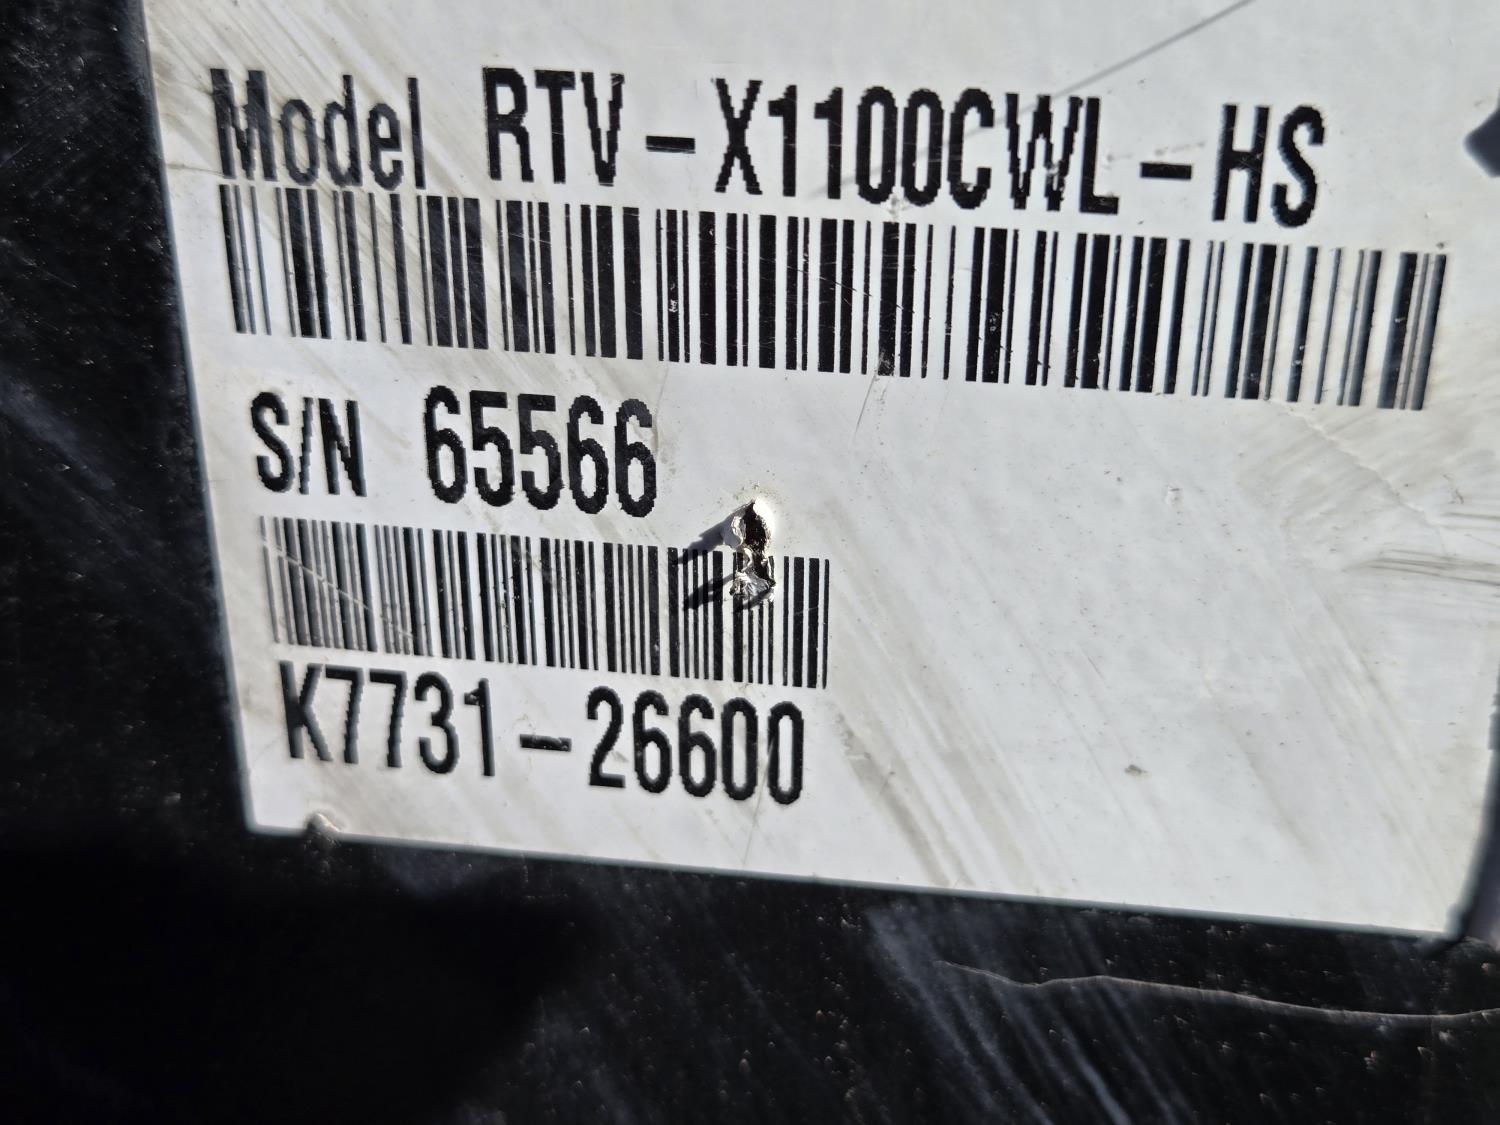 Model RTV-X1100CWL-HS
S/N 65566
K7731-26600